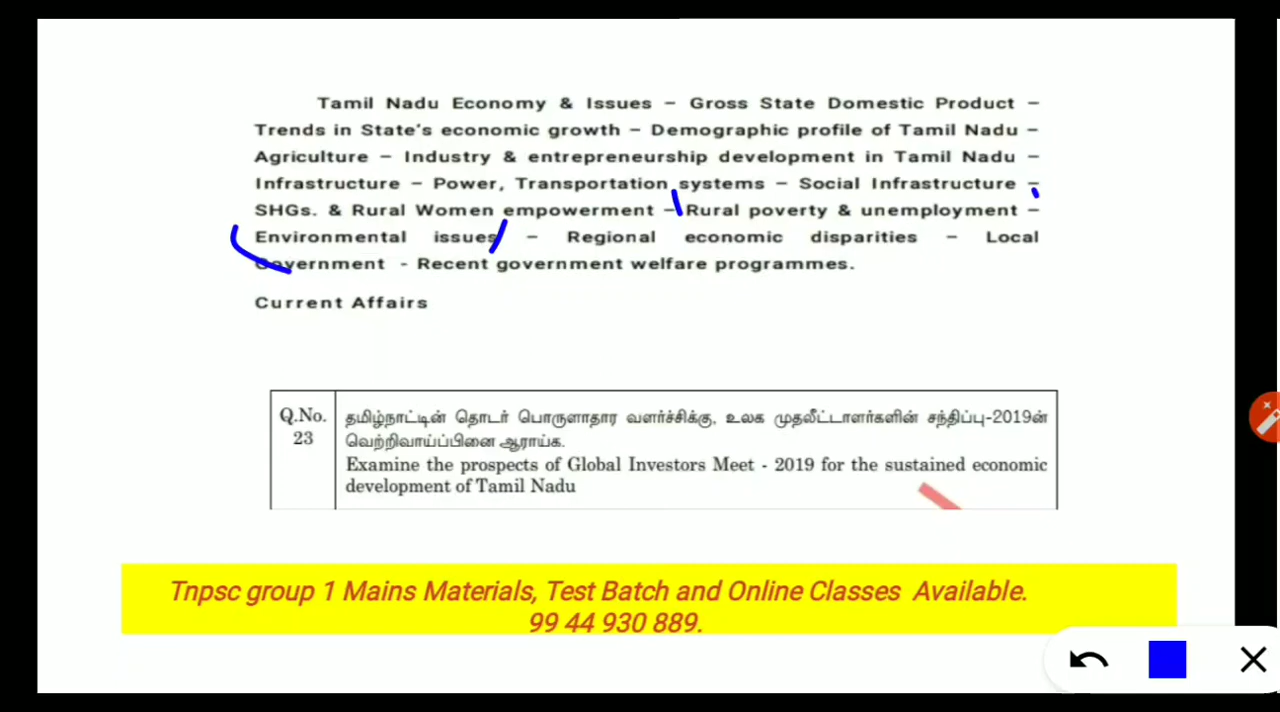 Tamil Nadu Economy & Issues – Gross State Domestic Product –
Trends in State's economic growth – Demographic profile of Tamil Nadu –
Agriculture – Industry & entrepreneurship development in Tamil Nadu –
Infrastructure – Power, Transportation systems – Social Infrastructure –
SHGs. & Rural Women empowerment – Rural poverty & unemployment –
Environmental issues – Regional economic disparities – Local
Government - Recent government welfare programmes.
Current Affairs
Q.No.
23
தமிழ்நாட்டின் தொடர் பொருளாதார வளர்ச்சிக்கு, உலக முதலீட்டாளர்களின் சந்திப்பு-2019ன்
வெற்றிவாய்ப்பினை ஆராய்க.
Examine the prospects of Global Investors Meet - 2019 for the sustained economic
development of Tamil Nadu
Tnpsc group 1 Mains Materials, Test Batch and Online Classes Available.
99 44 930 889.